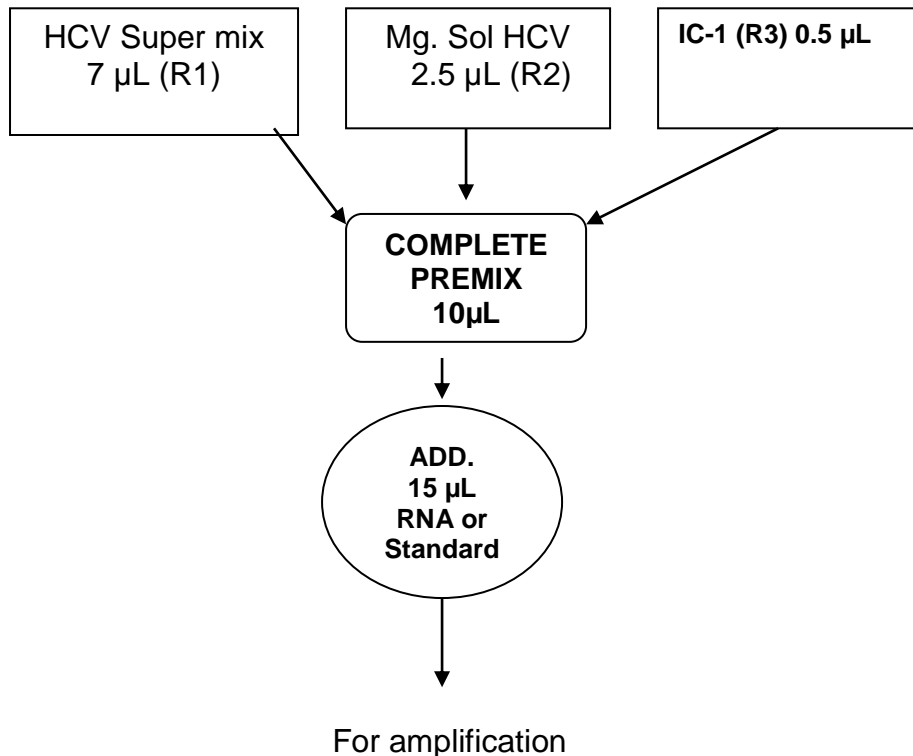 HCV Super mix
7 µL (R1)
Mg. Sol HCV
2.5 µL (R2)
IC-1 (R3) 0.5 µL
COMPLETE
PREMIX
10µL
ADD.
15 µL
RNA or
Standard
For amplification